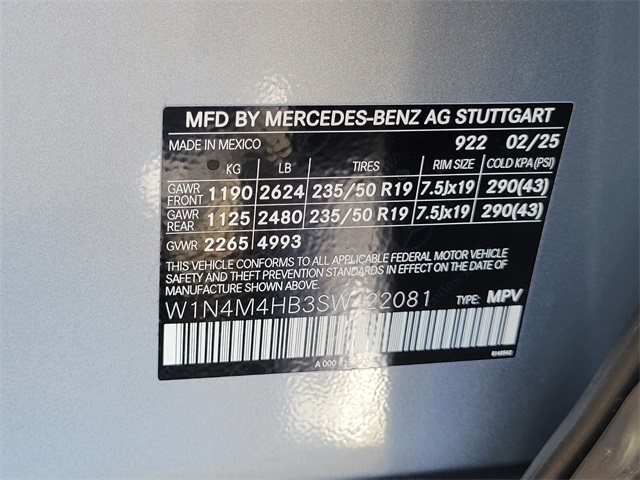 MFD BY MERCEDES-BENZ AG STUTTGART
MADE IN MEXICO 922 02/25
KG LB TIRES RIM SIZE COLD KPA(PSI)
GAWR FRONT 1190 2624 235/50 R19 7.5Jx19 290(43)
GAWR REAR 1125 2480 235/50 R19 7.5Jx19 290(43)
GVWR 2265 4993
THIS VEHICLE CONFORMS TO ALL APPLICABLE FEDERAL MOTOR VEHICLE
SAFETY AND THEFT PREVENTION STANDARDS IN EFFECT ON THE DATE OF
MANUFACTURE SHOWN ABOVE.
TYPE: MPV
A 000